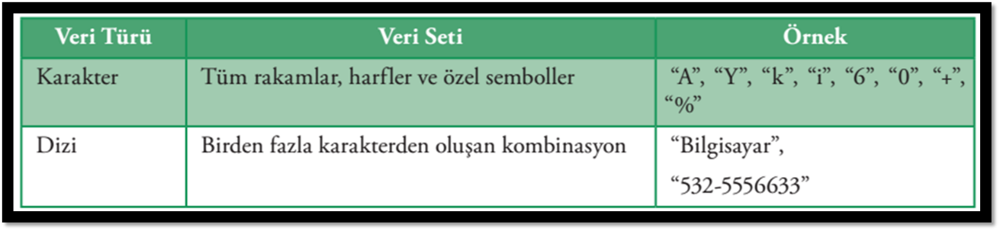 Veri Türü Veri Seti Örnek
Karakter Tüm rakamlar, harfler ve özel semboller “A”, “Y”, “k”, “i”, “6”, “0”, “+”,
“%”
Dizi Birden fazla karakterden oluşan kombinasyon “Bilgisayar”,
“532-5556633”